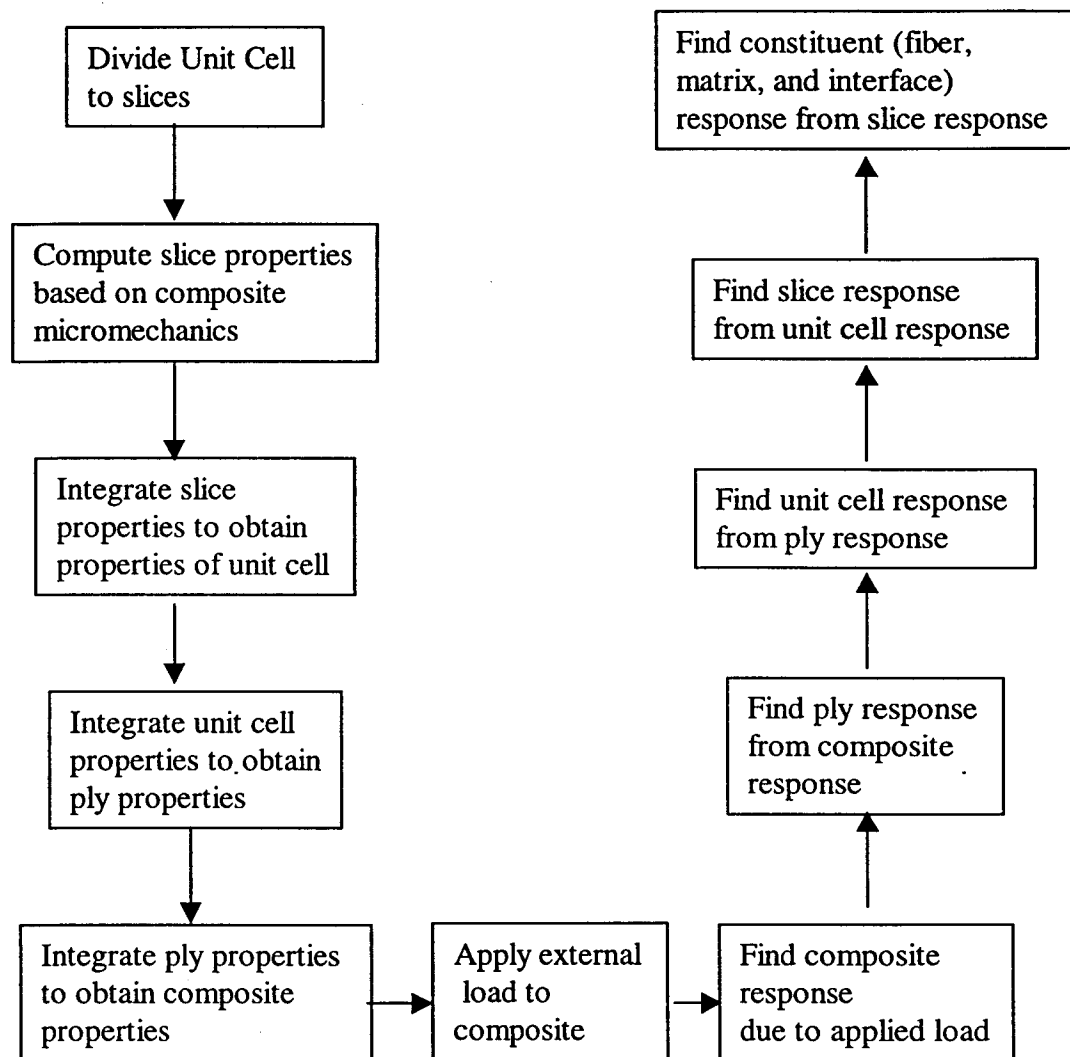 Divide Unit Cell
to slices
Compute slice properties
based on composite
micromechanics
Integrate slice
properties to obtain
properties of unit cell
Integrate unit cell
properties to obtain
ply properties
Integrate ply properties
to obtain composite
properties
Apply external
load to
composite
Find composite
response
due to applied load
Find ply response
from composite
response
Find unit cell response
from ply response
Find slice response
from unit cell response
Find constituent (fiber,
matrix, and interface)
response from slice response